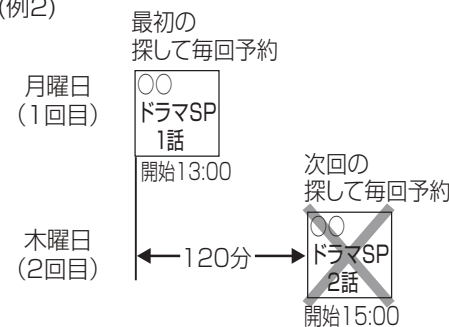 (例2)
最初の
探して毎回予約
月曜日
（1回目）
○○
ドラマSP
1話
開始13:00
次回の
探して毎回予約
木曜日
（2回目）
120分
○○
ドラマSP
2話
開始15:00